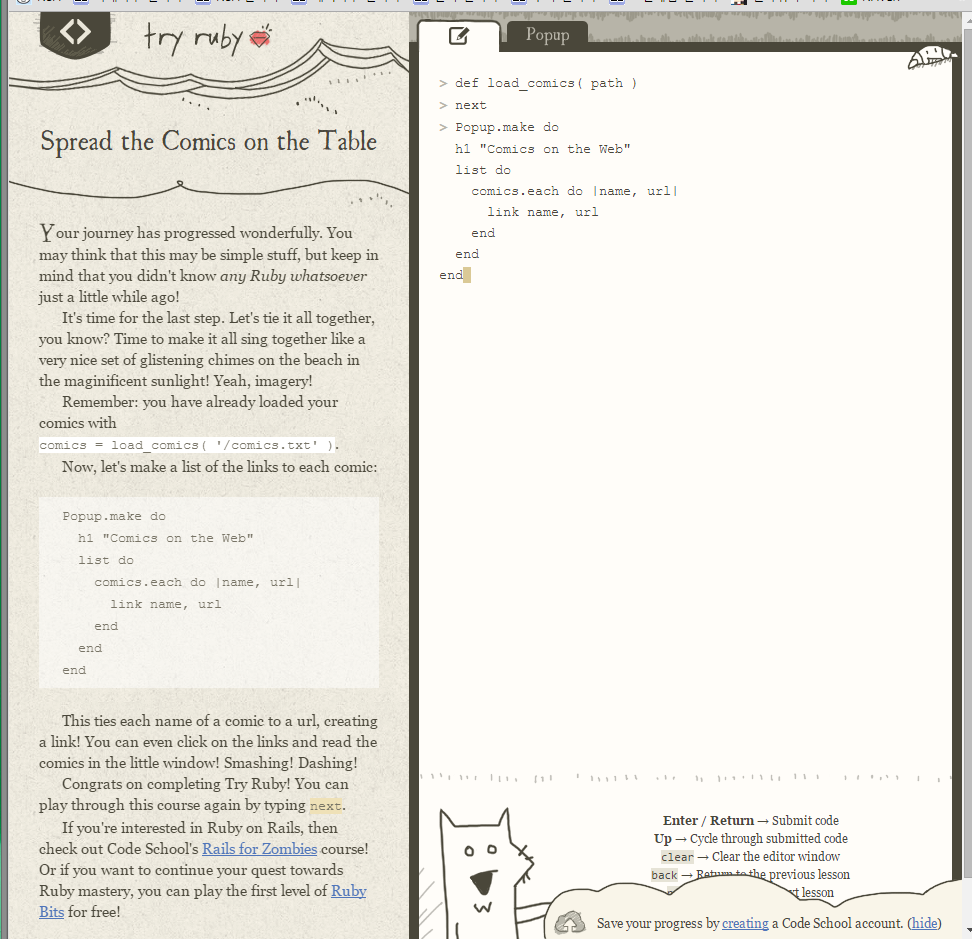 try ruby
Popup
Spread the Comics on the Table
Your journey has progressed wonderfully. You
may think that this may be simple stuff, but keep in
mind that you didn't know any Ruby whatsoever
just a little while ago!
It's time for the last step. Let's tie it all together,
you know? Time to make it all sing together like a
very nice set of glistening chimes on the beach in
the maginificent sunlight! Yeah, imagery!
Remember: you have already loaded your
comics with
comics = load_comics( '/comics.txt' ).
Now, let's make a list of the links to each comic:
Popup.make do
h1 "Comics on the Web"
list do
comics.each do |name, url|
link name, url
end
end
end
This ties each name of a comic to a url, creating
a link! You can even click on the links and read the
comics in the little window! Smashing! Dashing!
Congrats on completing Try Ruby! You can
play through this course again by typing next.
If you're interested in Ruby on Rails, then
check out Code School's Rails for Zombies course!
Or if you want to continue your quest towards
Ruby mastery, you can play the first level of Ruby
Bits for free!
> def load_comics( path )
> next
> Popup.make do
h1 "Comics on the Web"
list do
comics.each do |name, url|
link name, url
end
end
end
Enter / Return → Submit code
Up → Cycle through submitted code
clear → Clear the editor window
back → Return to the previous lesson
lesson
Save your progress by creating a Code School account. (hide)